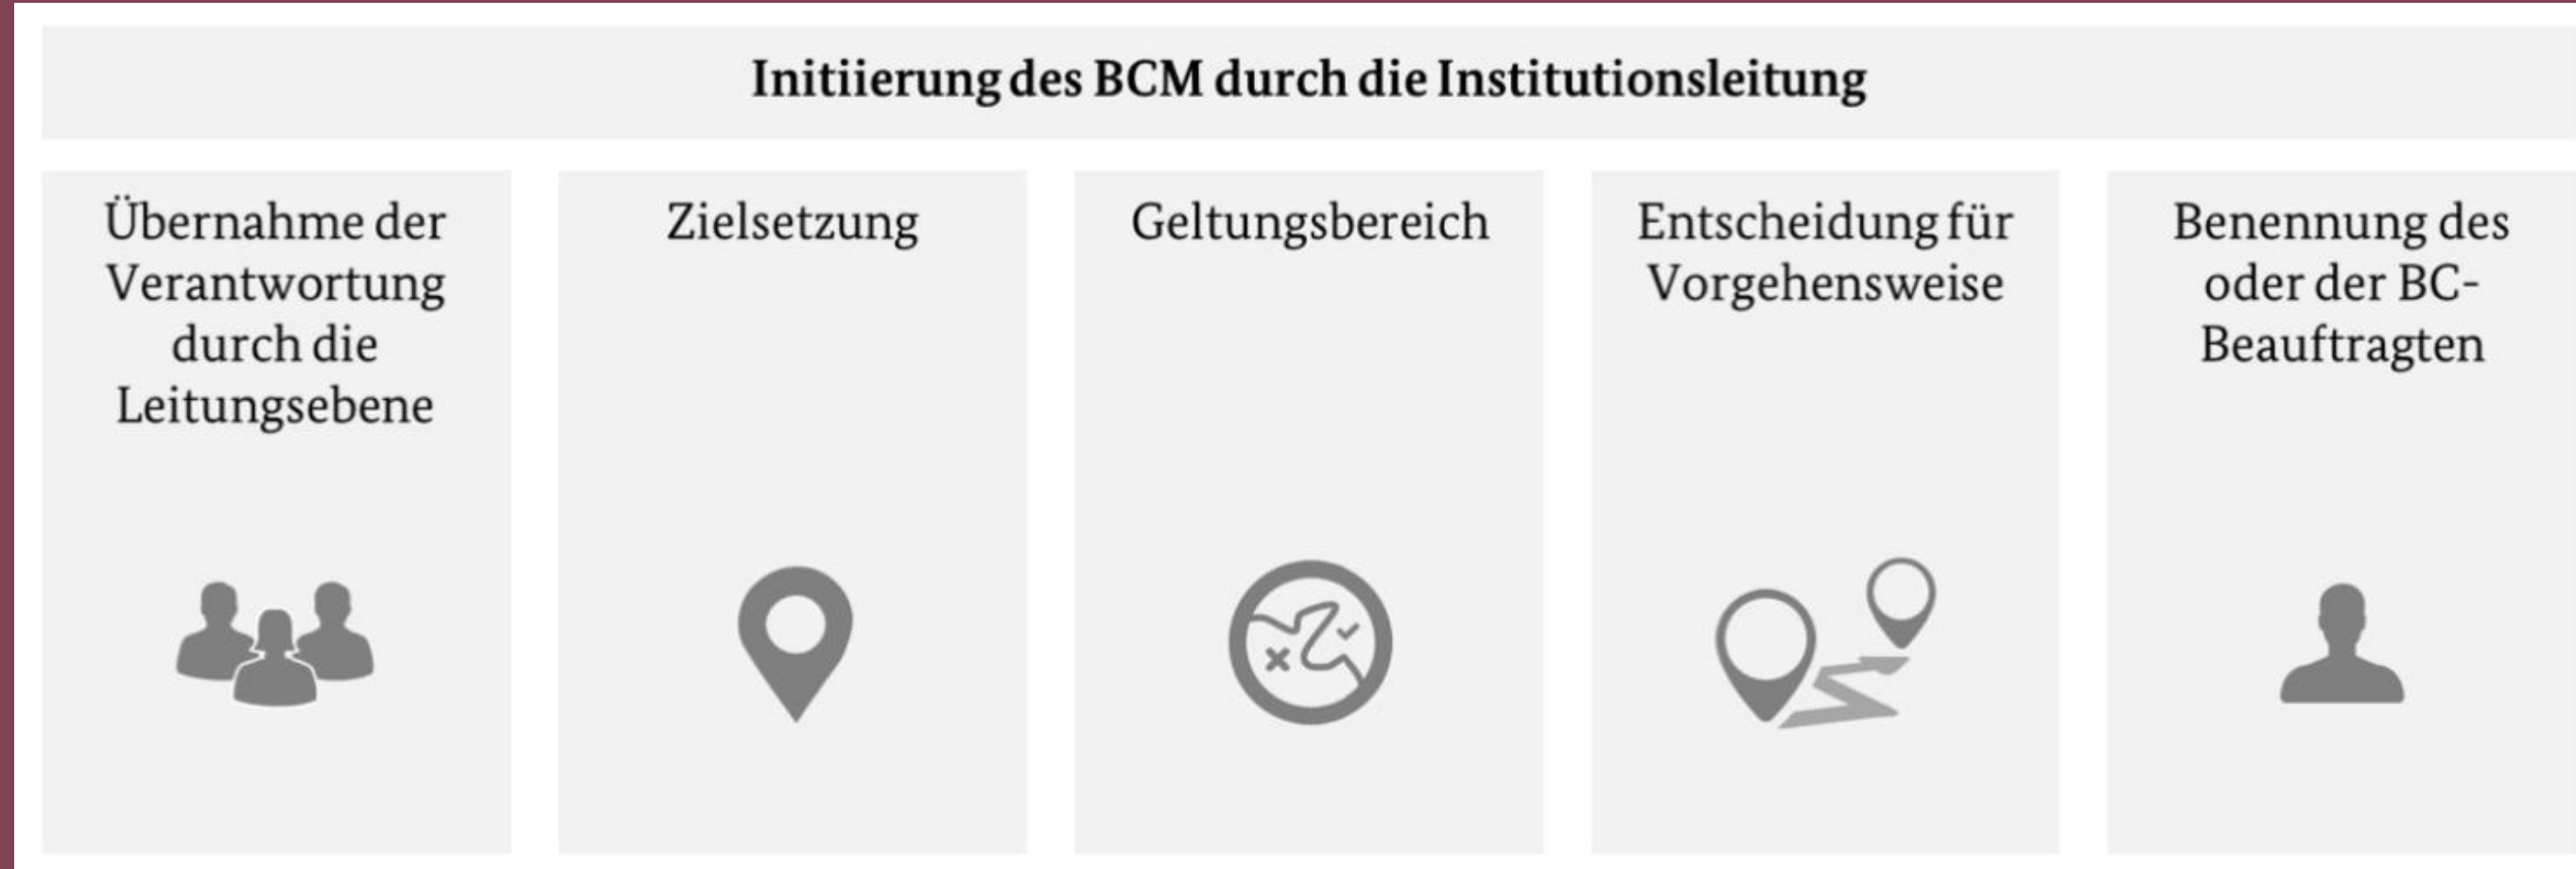 Initiierung des BCM durch die Institutionsleitung
Übernahme der
Verantwortung
durch die
Leitungsebene
Zielsetzung
Geltungsbereich
Entscheidung für
Vorgehensweise
Benennung des
oder der BC-
Beauftragten